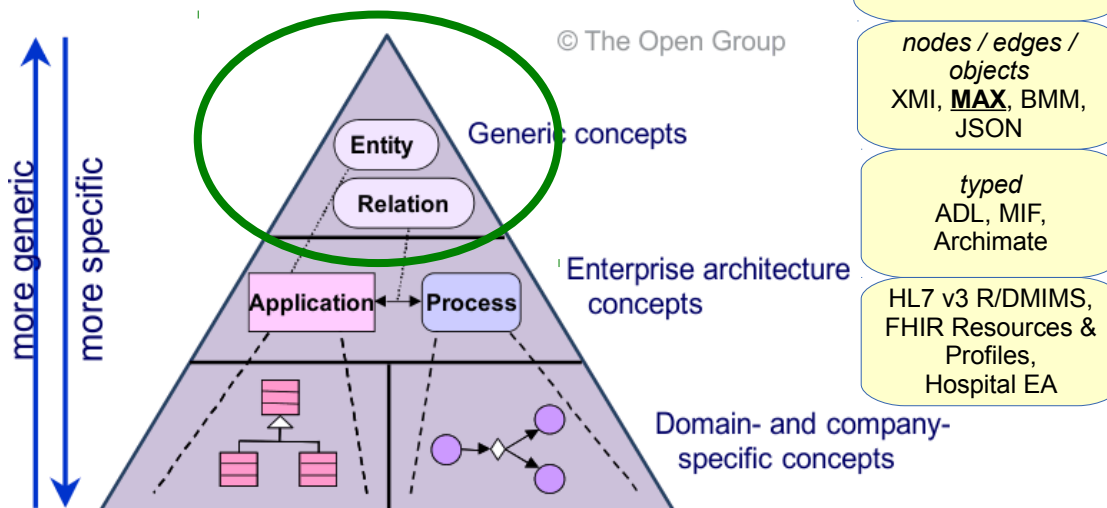 © The Open Group
nodes / edges /
objects
XMI, MAX, BMM,
JSON
Entity
Generic concepts
Relation
more generic
more specific
typed
ADL, MIF,
Archimate
Enterprise architecture
concepts
Application
Process
HL7 v3 R/DMIMS,
FHIR Resources &
Profiles,
Hospital EA
Domain- and company-
specific concepts